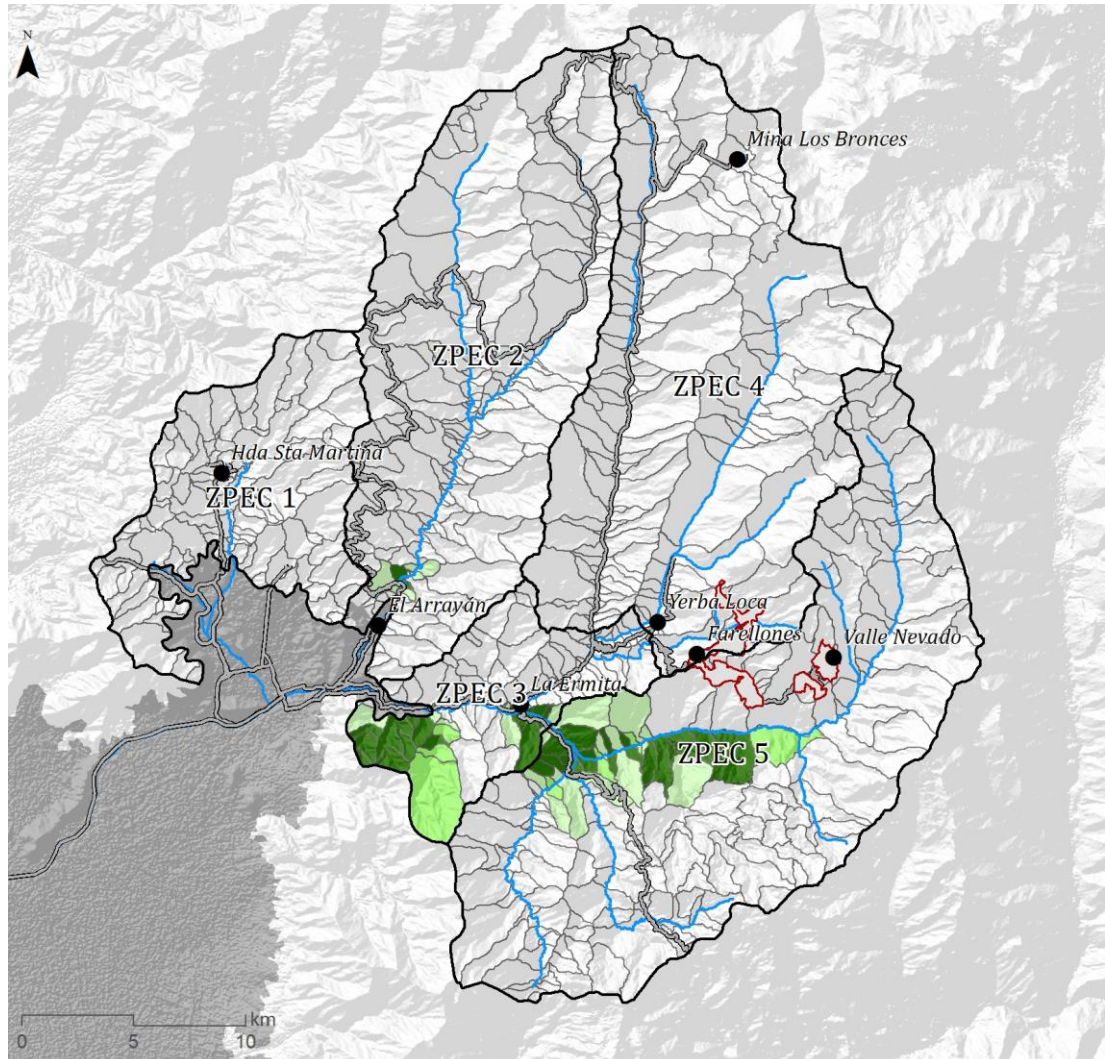 N
Mina Los Bronces
ZPEC 2
ZPEC 4
Hda Sta Martina
ZPEC 1
El Arrayán
Yerba Loca
Farellones
Valle Nevado
ZPEC 3
La Ermita
ZPEC 5
km
0 5 10